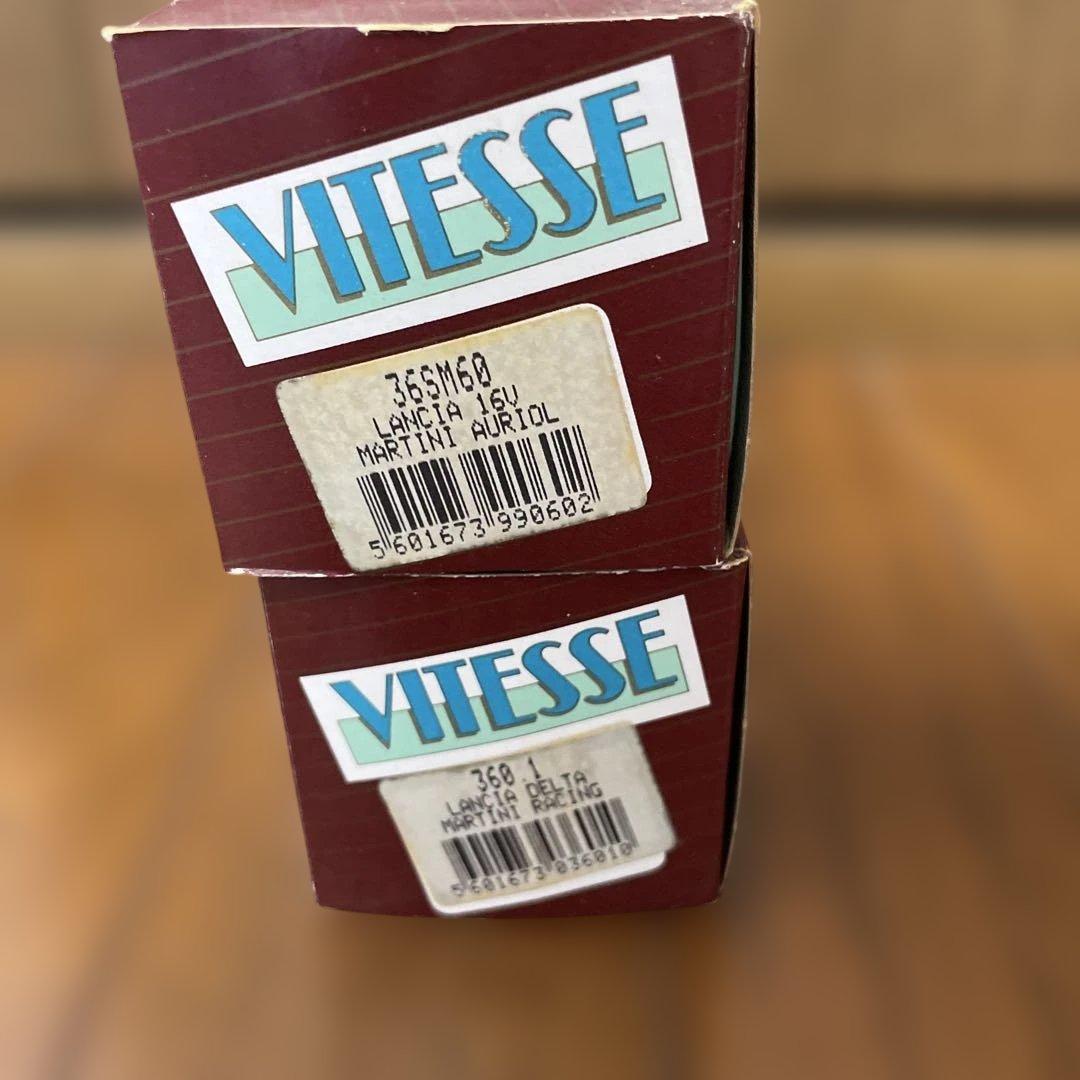 VITESSE
36SM60
LANCIA 16V
MARTINI AURIOL
5 601673 990602
VITESSE
360.1
LANCIA DELTA
MARTINI RACING
5 601673 036010